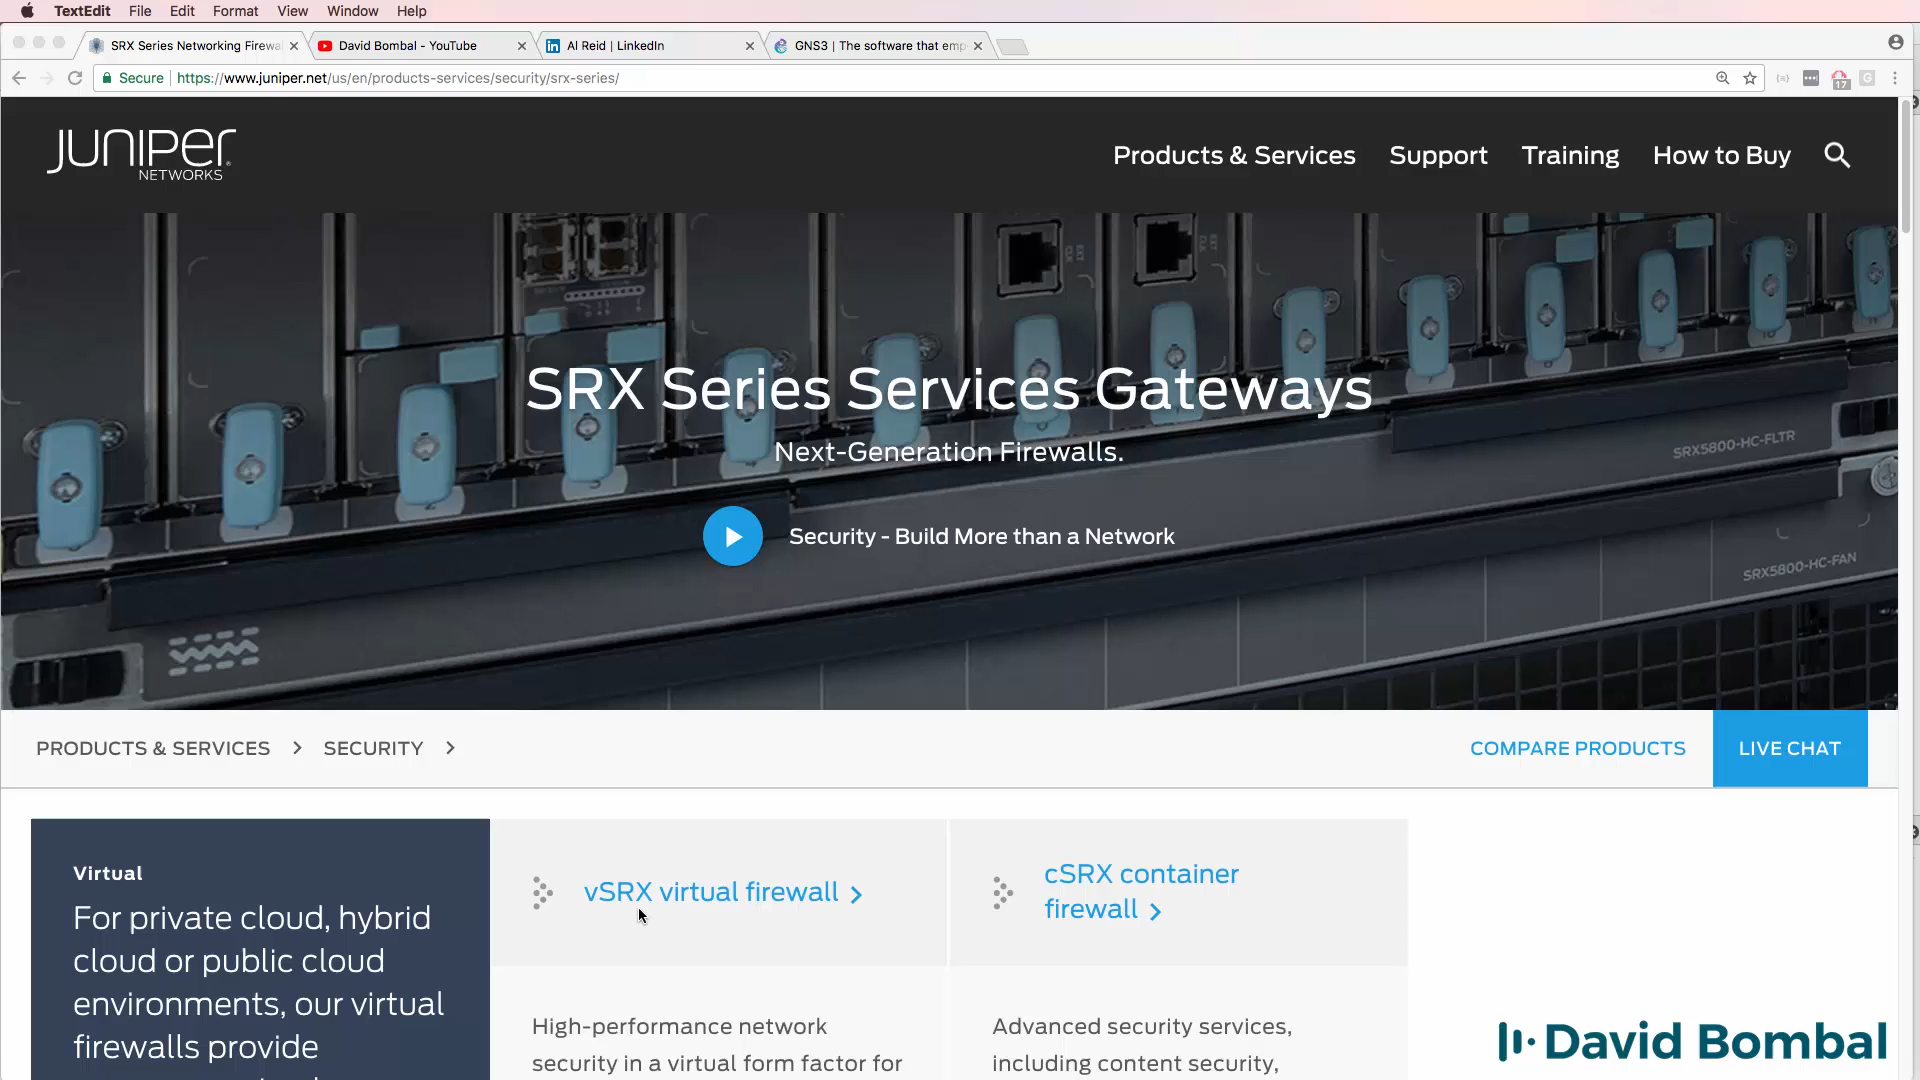 TextEdit File Edit Format View Window Help
SRX Series Networking Firewa David Bombal - YouTube Al Reid | LinkedIn GNS3 | The software that emp
Secure https://www.juniper.net/us/en/products-services/security/srx-series/
17
JUNIPER
NETWORKS
Products & Services Support Training How to Buy
SRX Series Services Gateways
SRX5800-HC-FLTR
Next-Generation Firewalls.
Security - Build More than a Network
SRX5800-HC-FAN
PRODUCTS & SERVICES > SECURITY >
COMPARE PRODUCTS LIVE CHAT
Virtual
For private cloud, hybrid
cloud or public cloud
environments, our virtual
firewalls provide
vSRX virtual firewall >
High-performance network
security in a virtual form factor for
cSRX container
firewall >
Advanced security services,
including content security,
David Bombal